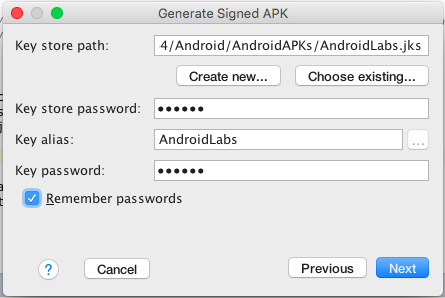 Generate Signed APK
Key store path: 4/Android/AndroidAPKs/AndroidLabs.jks
Create new... Choose existing...
Key store password: ••••••
Key alias: AndroidLabs ...
Key password: ••••••
Remember passwords
? Cancel Previous Next